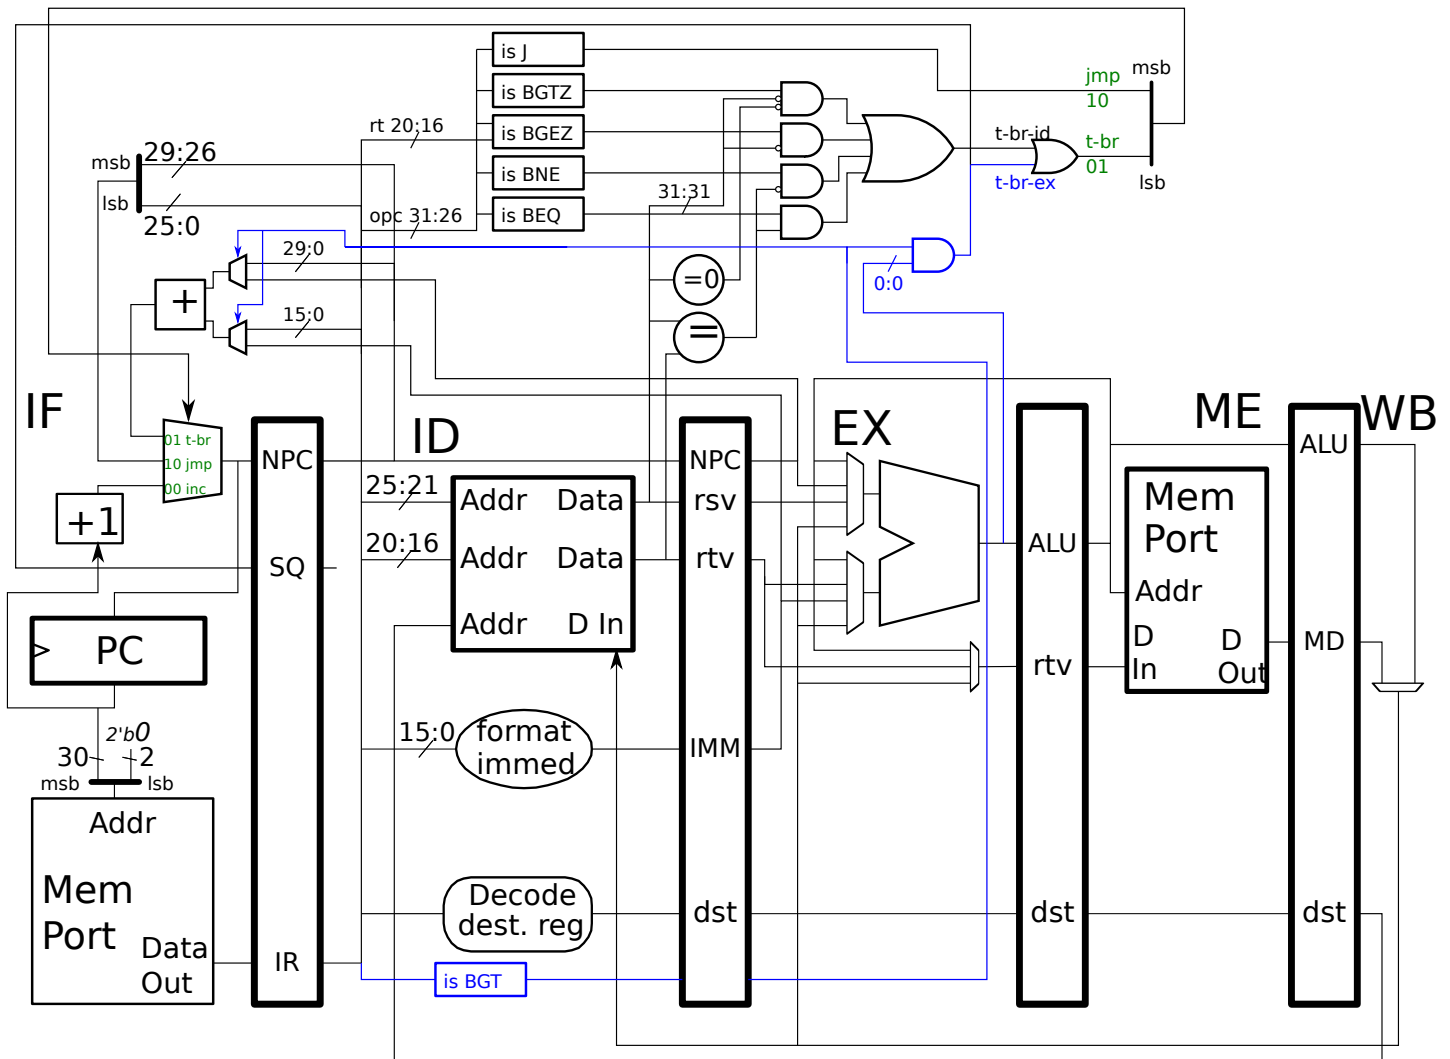 is J
is BGTZ
is BGEZ
is BNE
is BEQ
rt 20:16
opc 31:26
msb
29:26
lsb
25:0
31:31
jmp
10
msb
t-br-id
t-br
01
t-br-ex
lsb
29:0
=0
0:0
+
15:0
=
IF
ID
EX
ME
WB
01 t-br
10 jmp
00 inc
+1
PC
2'b0
30
2
msb
lsb
Addr
Mem
Port
Data
Out
NPC
SQ
IR
25:21
Addr
Data
20:16
Addr
Data
Addr
D In
15:0
format
immed
Decode
dest. reg
is BGT
NPC
rsv
rtv
IMM
dst
ALU
rtv
dst
Mem
Port
Addr
D
In
D
Out
ALU
MD
dst